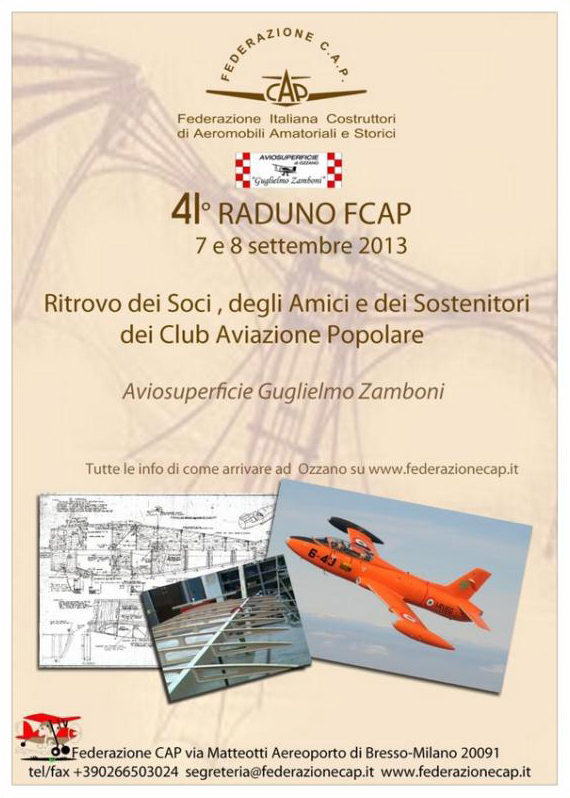 FEDERAZIONE C.A.P.
CAP
Federazione Italiana Costruttori
di Aeromobili Amatoriali e Storici
AVIOSUPERFICIE
di OZZANO
"Guglielmo Zamboni"
41° RADUNO FCAP
7 e 8 settembre 2013
Ritrovo dei Soci , degli Amici e dei Sostenitori
dei Club Aviazione Popolare
Aviosuperficie Guglielmo Zamboni
Tutte le info di come arrivare ad Ozzano su www.federazionecap.it
6-43
Federazione CAP via Matteotti Aereoporto di Bresso-Milano 20091
tel/fax +390266503024 segreteria@federazionecap.it www.federazionecap.it